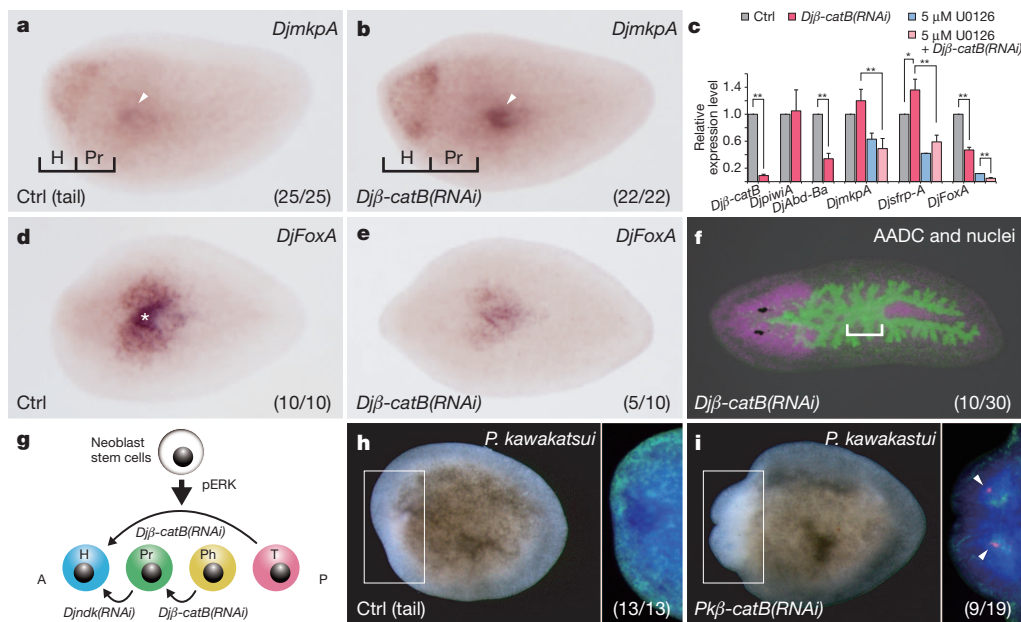 a
DjmkpA
H Pr
Ctrl (tail) (25/25)
b
DjmkpA
H Pr
Djβ-catB(RNAi) (22/22)
c
Ctrl Djβ-catB(RNAi) 5 μM U0126
5 μM U0126
+ Djβ-catB(RNAi)
Relative
expression level
1.4
1.0
0.6
0.2
** ** ** * ** ** **
Djβ-catB
DjpiwiA
DjAbd-Ba
DjmkpA
Djsfrp-A
DjFoxA
d
DjFoxA
*
Ctrl (10/10)
e
DjFoxA
Djβ-catB(RNAi) (5/10)
f
AADC and nuclei
Djβ-catB(RNAi) (10/30)
g
Neoblast
stem cells
pERK
Djβ-catB(RNAi)
H Pr Ph T
A P
Djndk(RNAi) Djβ-catB(RNAi)
h
P. kawakatsui
Ctrl (tail) (13/13)
i
P. kawakastui
Pkβ-catB(RNAi) (9/19)